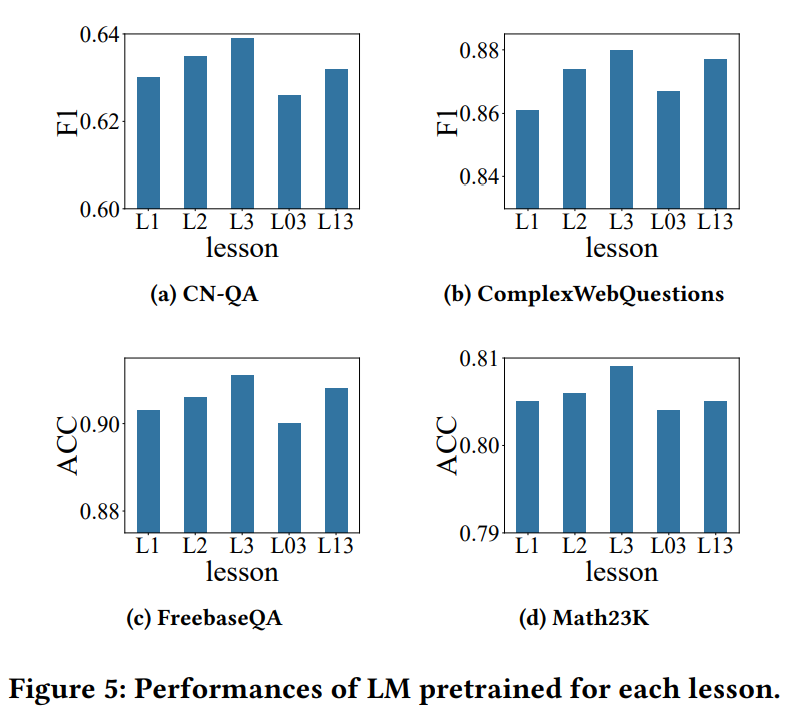 0.64
0.62
0.60
F1
L1 L2 L3 L03 L13
lesson
(a) CN-QA
0.88
0.86
0.84
F1
L1 L2 L3 L03 L13
lesson
(b) ComplexWebQuestions
0.90
0.88
ACC
L1 L2 L3 L03 L13
lesson
(c) FreebaseQA
0.81
0.80
0.79
ACC
L1 L2 L3 L03 L13
lesson
(d) Math23K
Figure 5: Performances of LM pretrained for each lesson.